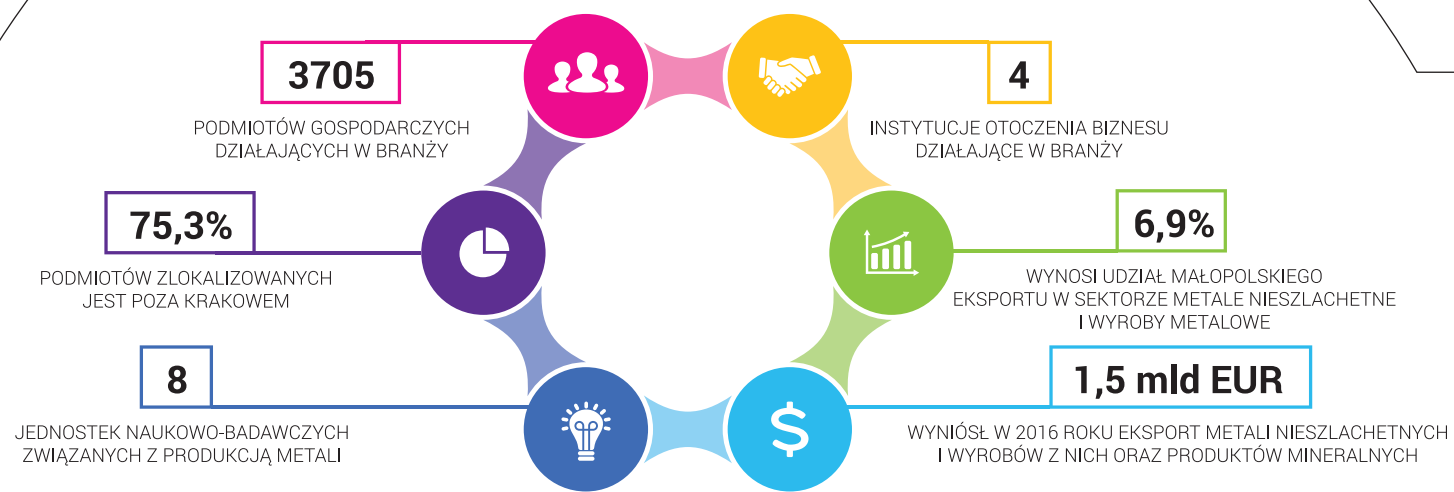 3705
PODMIOTÓW GOSPODARCZYCH
DZIAŁAJĄCYCH W BRANŻY
4
INSTYTUCJE OTOCZENIA BIZNESU
DZIAŁAJĄCE W BRANŻY
75,3%
PODMIOTÓW ZLOKALIZOWANYCH
JEST POZA KRAKOWEM
6,9%
WYNOSI UDZIAŁ MAŁOPOLSKIEGO
EKSPORTU W SEKTORZE METALE NIESZLACHETNE
I WYROBY METALOWE
8
JEDNOSTEK NAUKOWO-BADAWCZYCH
ZWIĄZANYCH Z PRODUKCJĄ METALI
1,5 mld EUR
WYNIÓSŁ W 2016 ROKU EKSPORT METALI NIESZLACHETNYCH
I WYROBÓW Z NICH ORAZ PRODUKTÓW MINERALNYCH
$